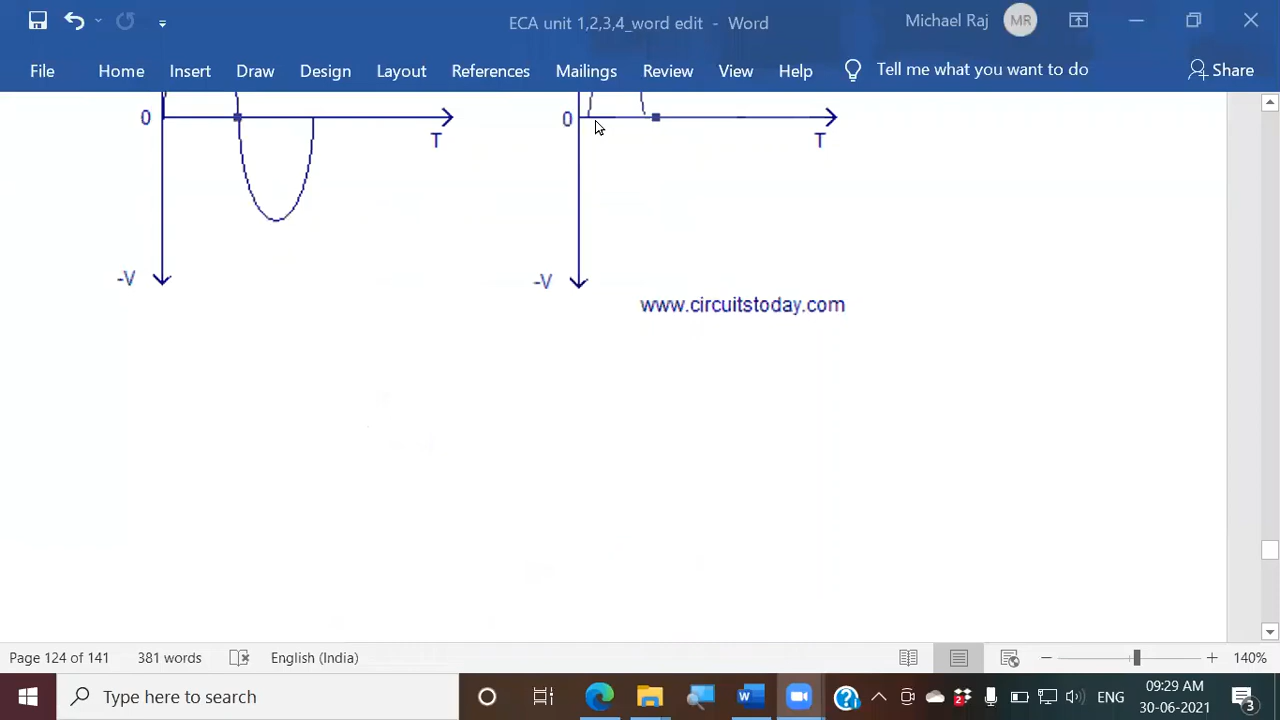 ECA unit 1,2,3,4_word edit - Word
Michael Raj
MR
File Home Insert Draw Design Layout References Mailings Review View Help Tell me what you want to do Share
0
T
-V
0
T
-V
www.circuitstoday.com
Page 124 of 141 381 words English (India) 140%
Type here to search
ENG
09:29 AM
30-06-2021
2
3